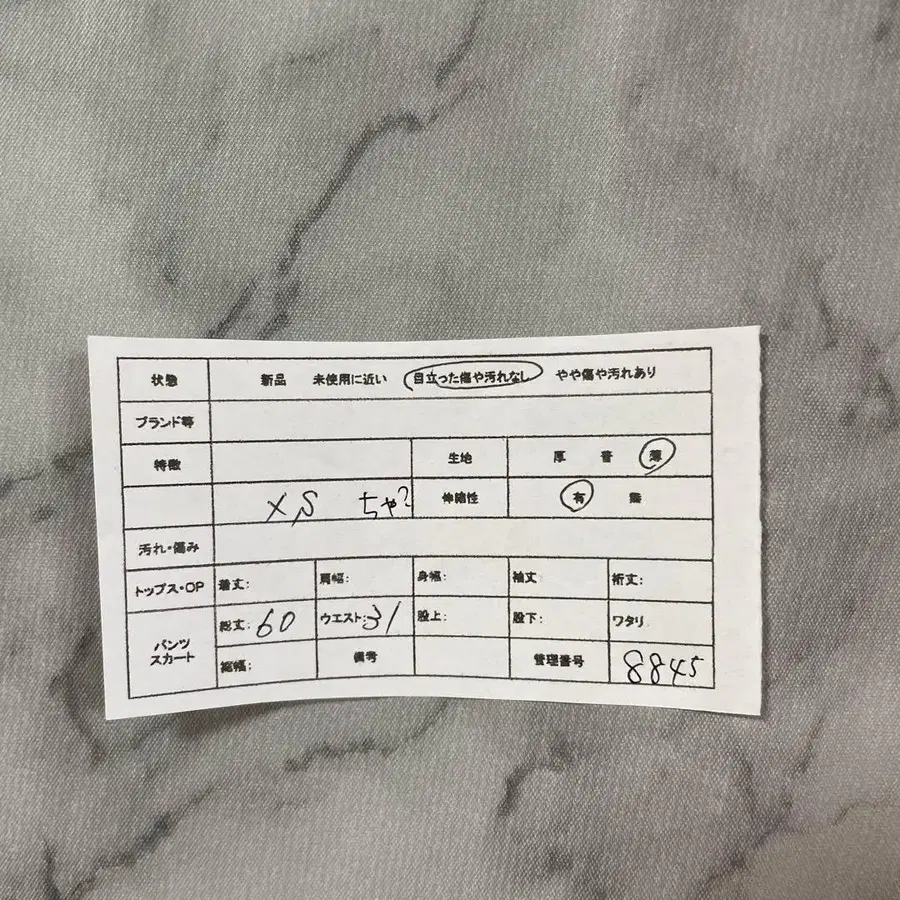 状態 新品 未使用に近い 目立った傷や汚れなし やや傷や汚れあり
ブランド等
特徴 生地 厚 普 薄
XS ちゃ? 伸縮性 有 無
汚れ・傷み
トップス・OP 着丈: 肩幅: 身幅: 袖丈: 裄丈:
パンツ スカート 総丈: 60 ウエスト: 31 股上: 股下: ワタリ
裾幅: 備考 管理番号 8845